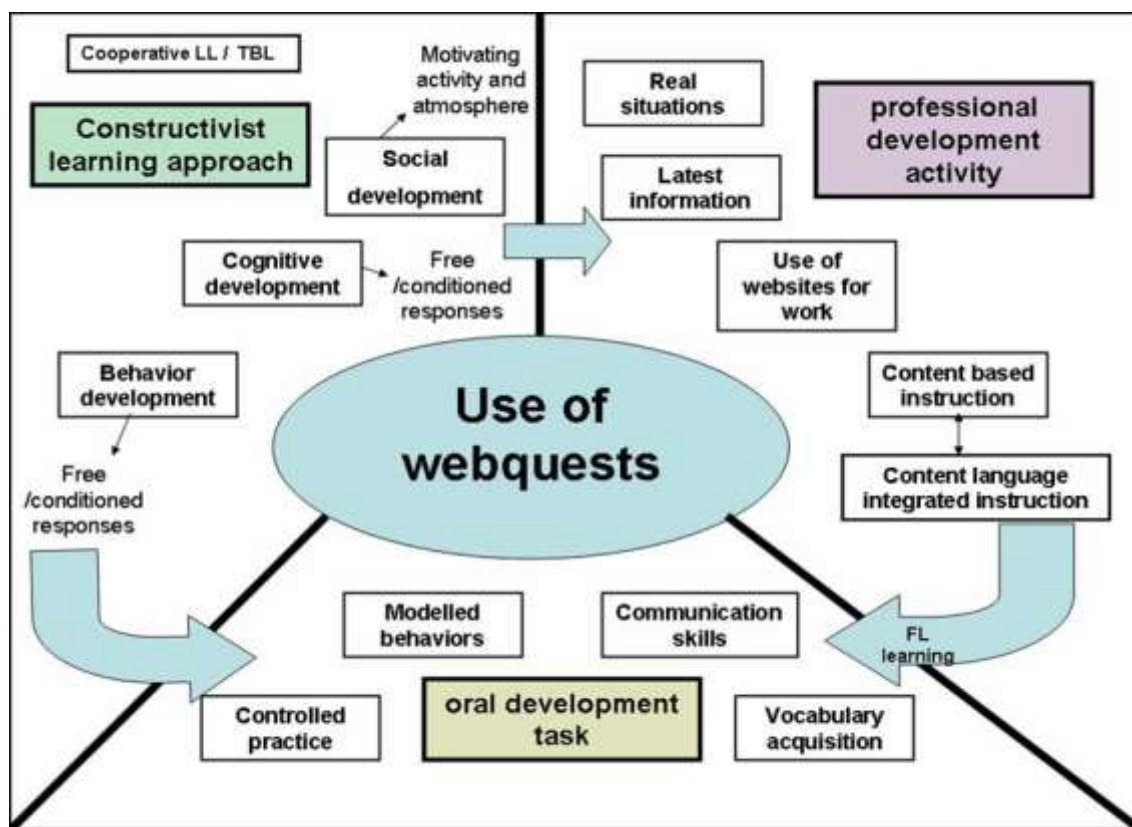 Cooperative LL / TBL
Constructivist
learning approach
Motivating
activity and
atmosphere
Social
development
Cognitive
development
Free
/conditioned
responses
Behavior
development
Free
/conditioned
responses
Real
situations
Latest
information
Use of
websites for
work
professional
development
activity
Content based
instruction
Content language
integrated instruction
Use of
webquests
FL
learning
Modelled
behaviors
Communication
skills
Controlled
practice
oral development
task
Vocabulary
acquisition